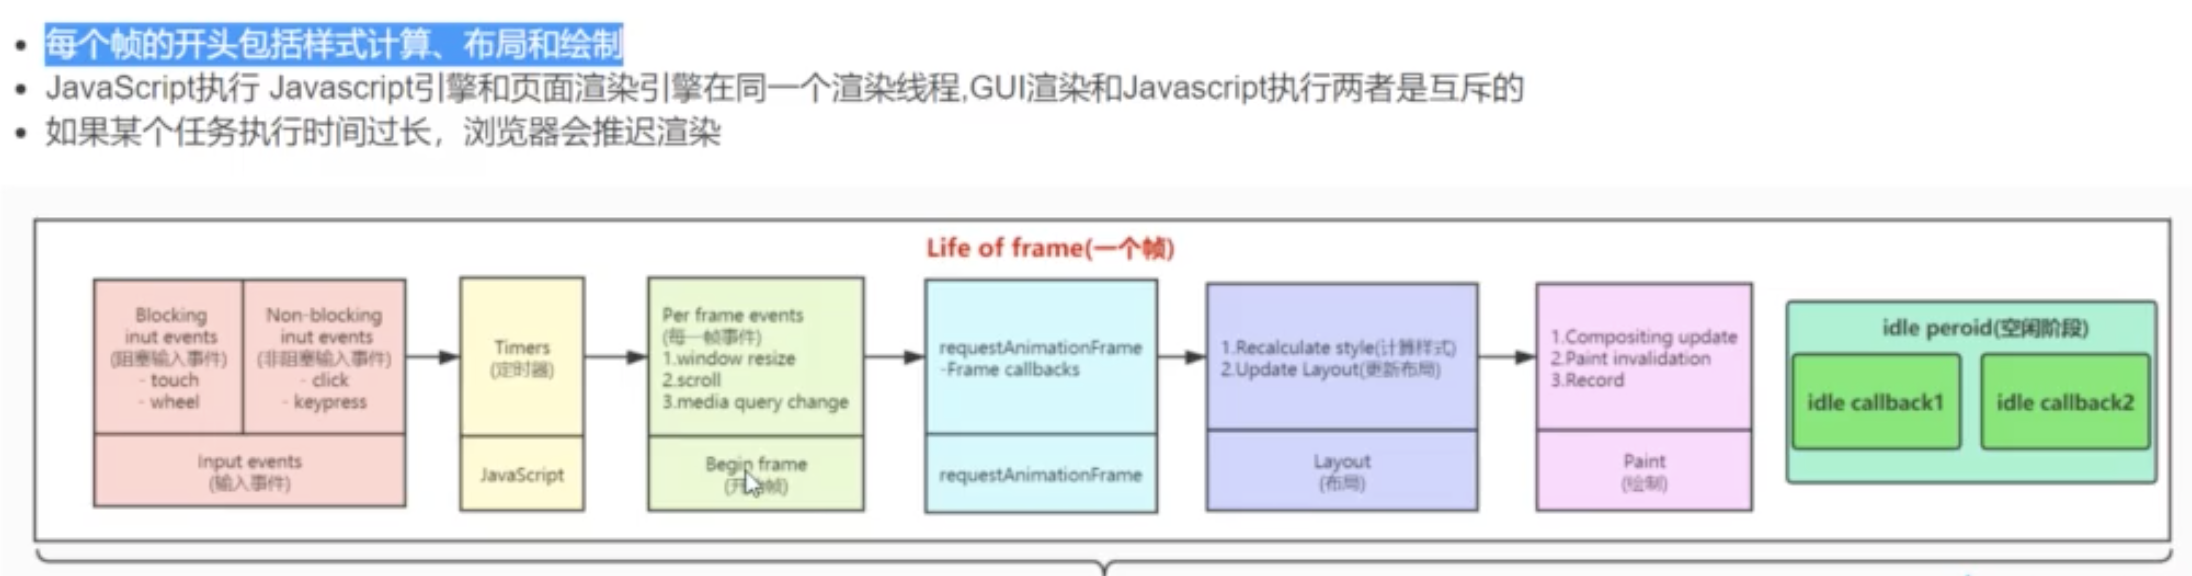 每个帧的开头包括样式计算、布局和绘制
JavaScript执行 Javascript引擎和页面渲染引擎在同一个渲染线程,GUI渲染和Javascript执行两者是互斥的
如果某个任务执行时间过长，浏览器会推迟渲染
Life of frame(一个帧)
Blocking
inut events
(阻塞输入事件)
- touch
- wheel
Non-blocking
inut events
(非阻塞输入事件)
- click
- keypress
Input events
(输入事件)
Timers
(定时器)
JavaScript
Per frame events
(每一帧事件)
1.window resize
2.scroll
3.media query change
Begin frame
(开始帧)
requestAnimationFrame
-Frame callbacks
requestAnimationFrame
1.Recalculate style(计算样式)
2.Update Layout(更新布局)
Layout
(布局)
1.Compositing update
2.Paint invalidation
3.Record
Paint
(绘制)
idle peroid(空闲阶段)
idle callback1
idle callback2